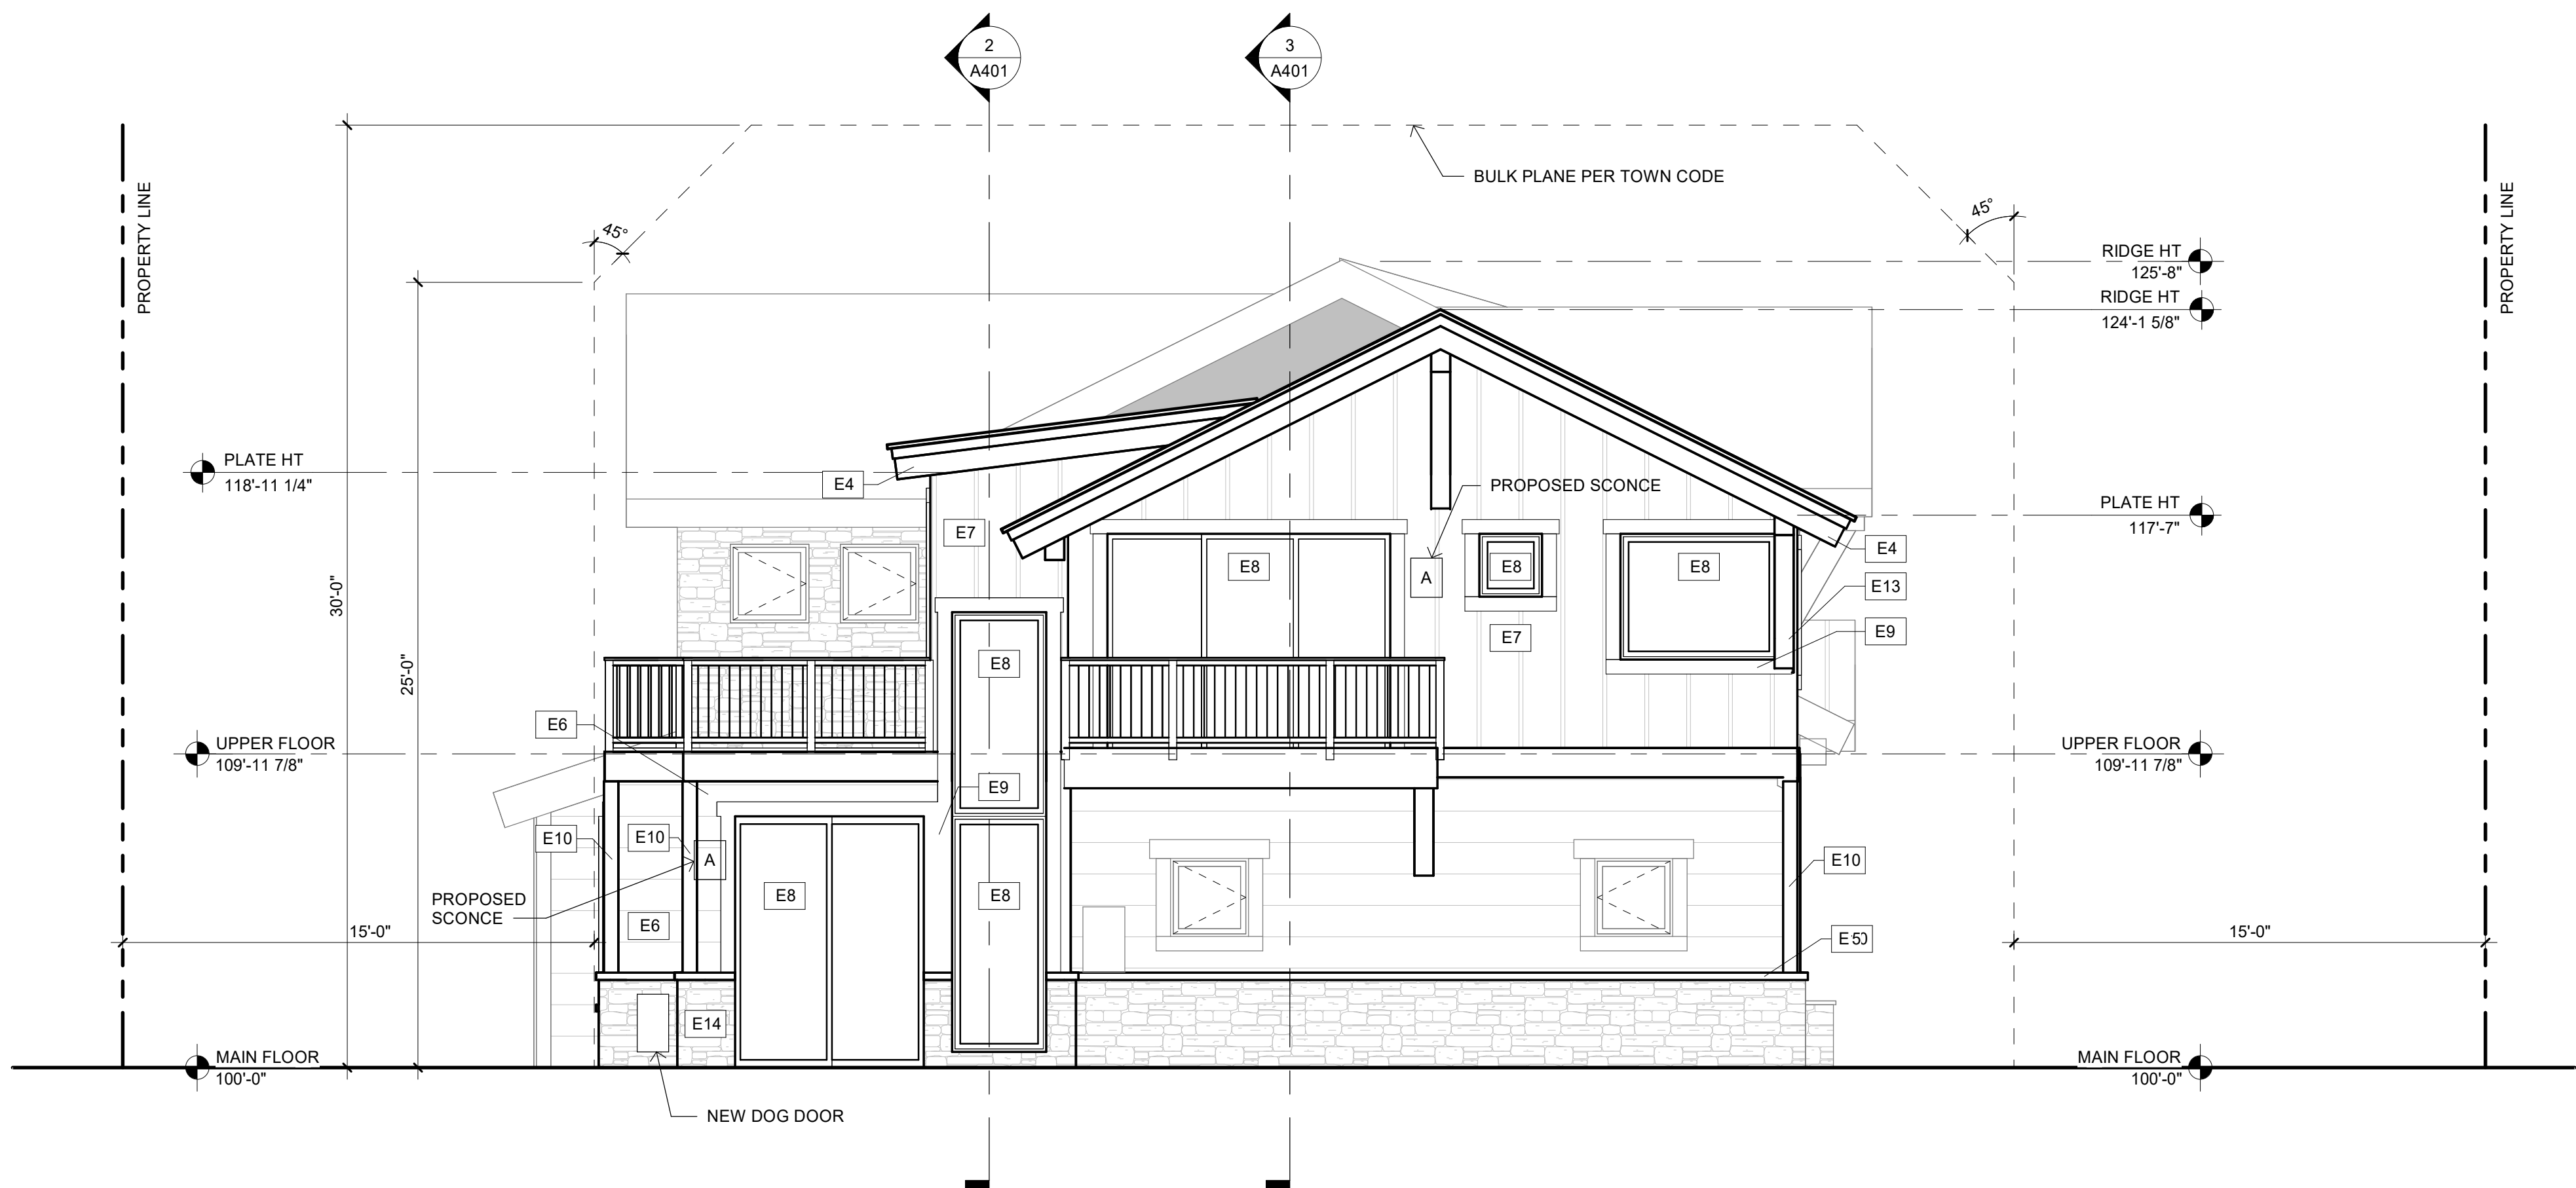 2
A401
3
A401
BULK PLANE PER TOWN CODE
PROPERTY LINE
PROPERTY LINE
45°
45°
RIDGE HT
125'-8"
RIDGE HT
124'-1 5/8"
PLATE HT
118'-11 1/4"
E4
PROPOSED SCONCE
PLATE HT
117'-7"
E7
E8
A
E8
E8
E4
E13
E9
30'-0"
25'-0"
E7
E8
E6
UPPER FLOOR
109'-11 7/8"
UPPER FLOOR
109'-11 7/8"
E9
E10
E10
A
E10
E8
E8
PROPOSED
SCONCE
E6
15'-0"
15'-0"
E14
MAIN FLOOR
100'-0"
MAIN FLOOR
100'-0"
NEW DOG DOOR